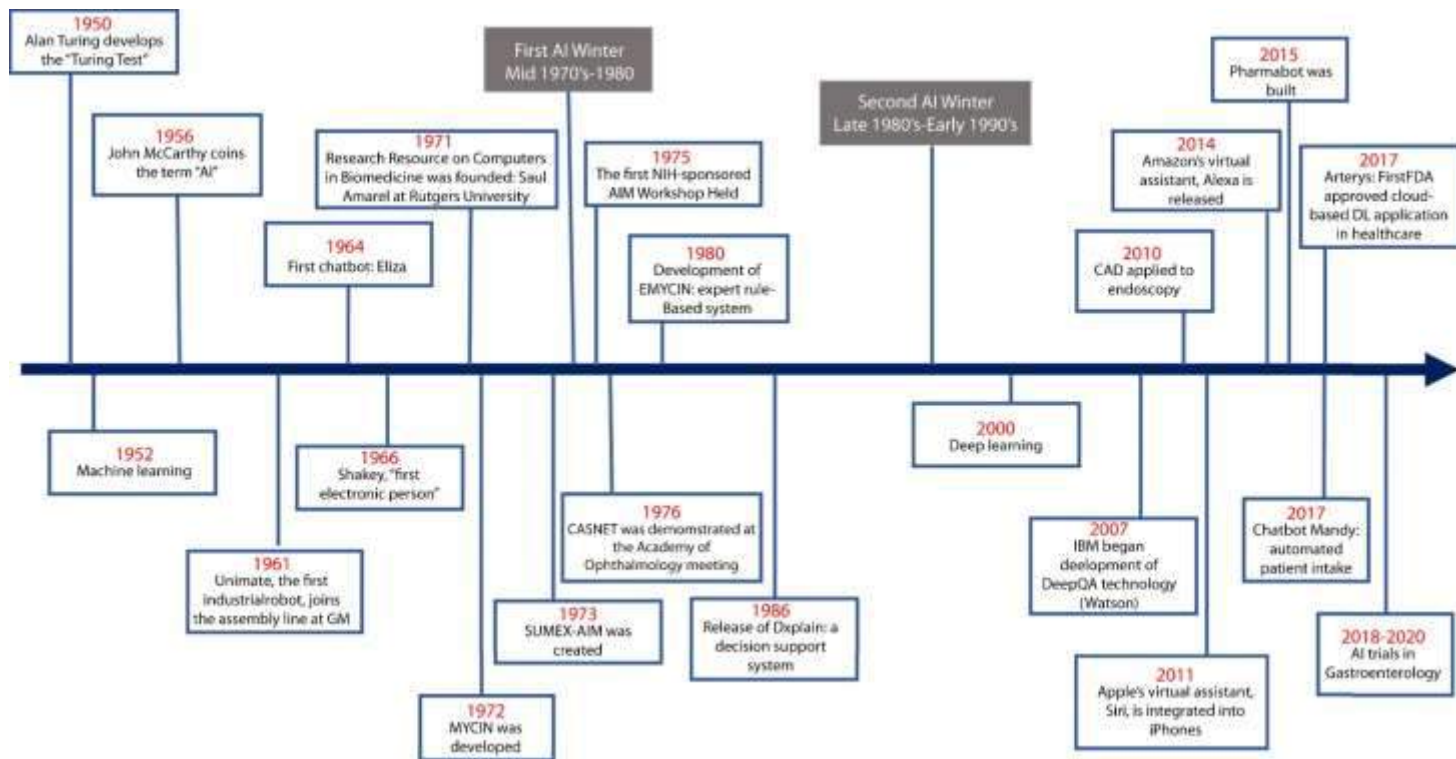 1950
Alan Turing develops
the "Turing Test"
1956
John McCarthy coins
the term "AI"
1964
First chatbot: Eliza
1971
Research Resource on Computers
in Biomedicine was founded: Saul
Amarel at Rutgers University
First AI Winter
Mid 1970's-1980
1975
The first NIH-sponsored
AIM Workshop Held
1980
Development of
EMYCIN: expert rule-
Based system
Second AI Winter
Late 1980's-Early 1990's
2010
CAD applied to
endoscopy
2014
Amazon's virtual
assistant, Alexa is
released
2015
Pharmabot was
built
2017
Arterys: FirstFDA
approved cloud-
based DL application
in healthcare
1952
Machine learning
1961
Unimate, the first
industrialrobot, joins
the assembly line at GM
1966
Shakey, "first
electronic person"
1972
MYCIN was
developed
1973
SUMEX-AIM was
created
1976
CASNET was demomstrated at
the Academy of
Ophthalmology meeting
1986
Release of Dxplain: a
decision support
system
2000
Deep learning
2007
IBM began
deelopment of
DeepQA technology
(Watson)
2011
Apple's virtual assistant,
Siri, is integrated into
iPhones
2017
Chatbot Mandy:
automated
patient intake
2018-2020
AI trials in
Gastroenterology